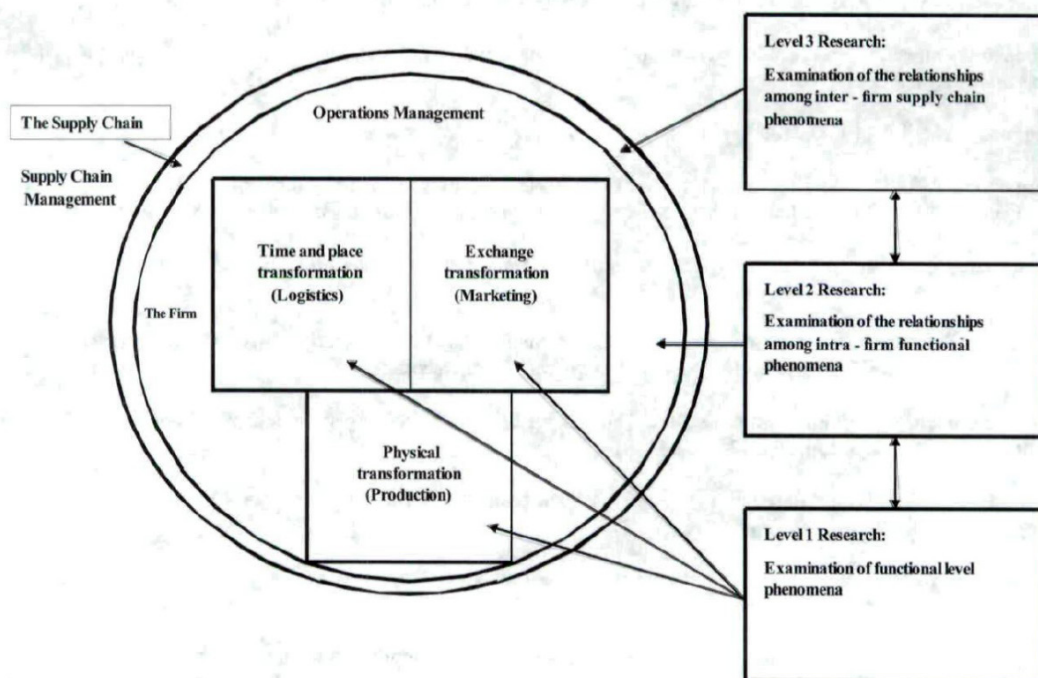 The Supply Chain
Supply Chain
Management
Operations Management
The Firm
Time and place
transformation
(Logistics)
Exchange
transformation
(Marketing)
Physical
transformation
(Production)
Level 3 Research:
Examination of the relationships
among inter - firm supply chain
phenomena
Level 2 Research:
Examination of the relationships
among intra - firm functional
phenomena
Level 1 Research:
Examination of functional level
phenomena